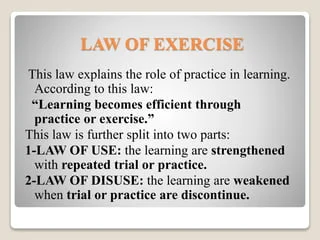 LAW OF EXERCISE
This law explains the role of practice in learning.
According to this law:
“Learning becomes efficient through
practice or exercise.”
This law is further split into two parts:
1-LAW OF USE: the learning are strengthened
with repeated trial or practice.
2-LAW OF DISUSE: the learning are weakened
when trial or practice are discontinue.